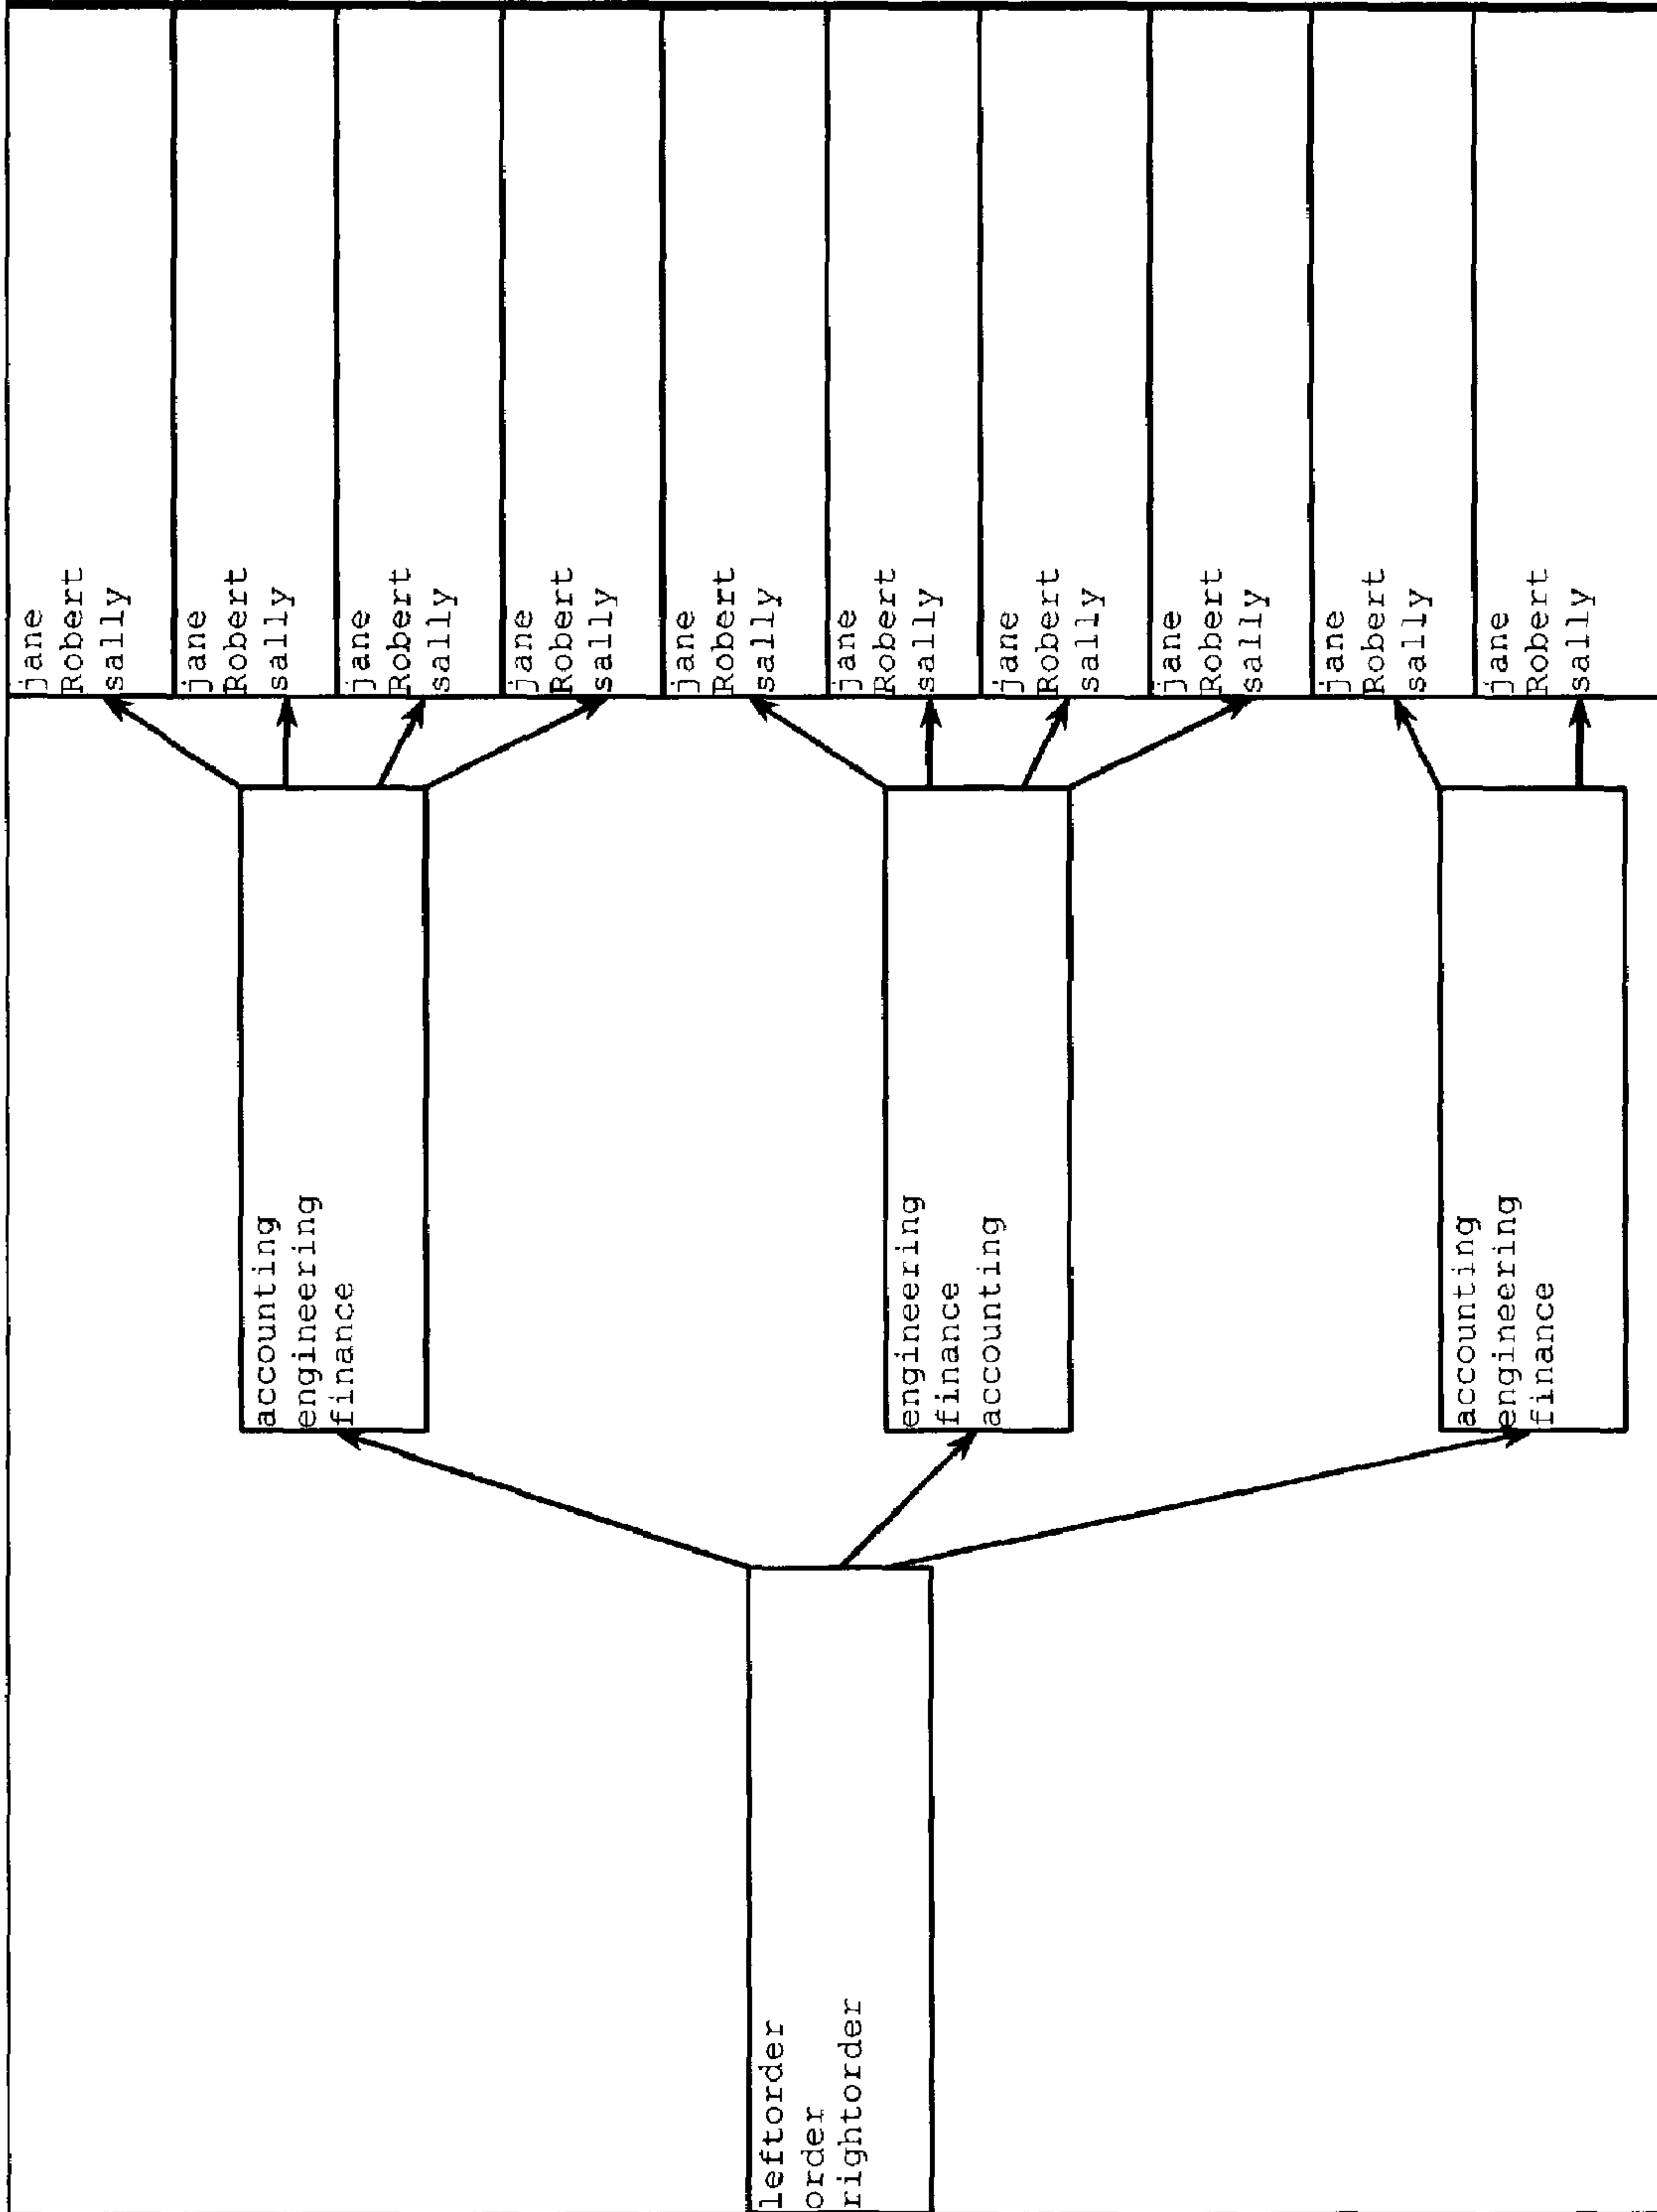 leftorder
order
rightorder
accounting
engineering
finance
engineering
finance
accounting
accounting
engineering
finance
jane
Robert
sally
jane
Robert
sally
jane
Robert
sally
jane
Robert
sally
jane
Robert
sally
jane
Robert
sally
jane
Robert
sally
jane
Robert
sally
jane
Robert
sally
jane
Robert
sally